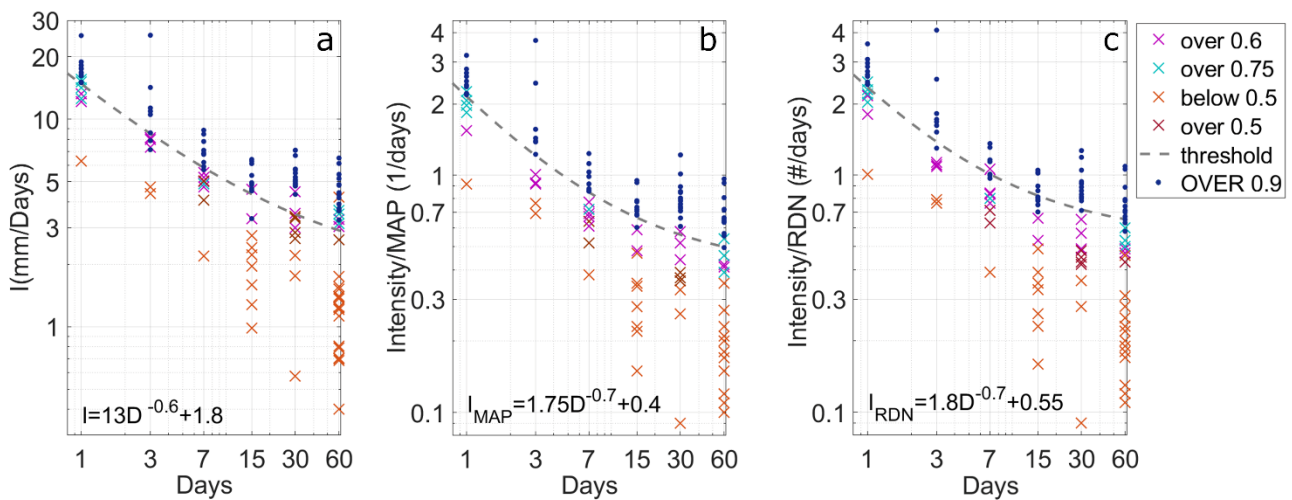 a
30
20
10
5
3
1
I(mm/Days)
I=13D^-0.6+1.8
1 3 7 15 30 60
Days
b
4
3
2
1
0.7
0.3
0.1
Intensity/MAP (1/days)
I_MAP=1.75D^-0.7+0.4
1 3 7 15 30 60
Days
c
4
3
2
1
0.7
0.3
0.1
Intensity/RDN (#/days)
I_RDN=1.8D^-0.7+0.55
1 3 7 15 30 60
Days
over 0.6
over 0.75
below 0.5
over 0.5
threshold
OVER 0.9